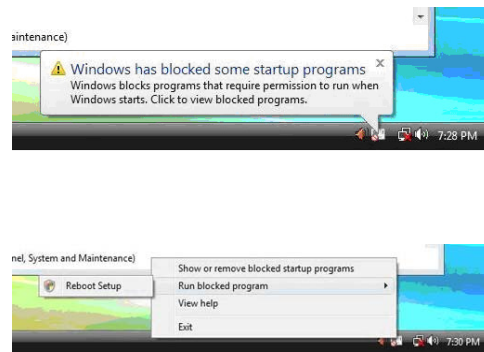 aintenance)
Windows has blocked some startup programs
Windows blocks programs that require permission to run when
Windows starts. Click to view blocked programs.
7:28 PM
nel, System and Maintenance)
Show or remove blocked startup programs
Reboot Setup
Run blocked program
View help
Exit
7:30 PM